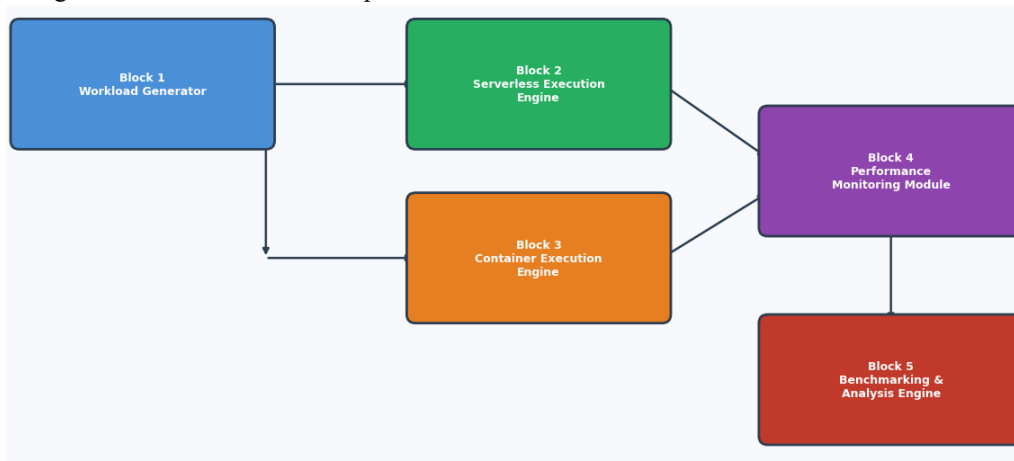 Block 1
Workload Generator
Block 2
Serverless Execution
Engine
Block 3
Container Execution
Engine
Block 4
Performance
Monitoring Module
Block 5
Benchmarking &
Analysis Engine